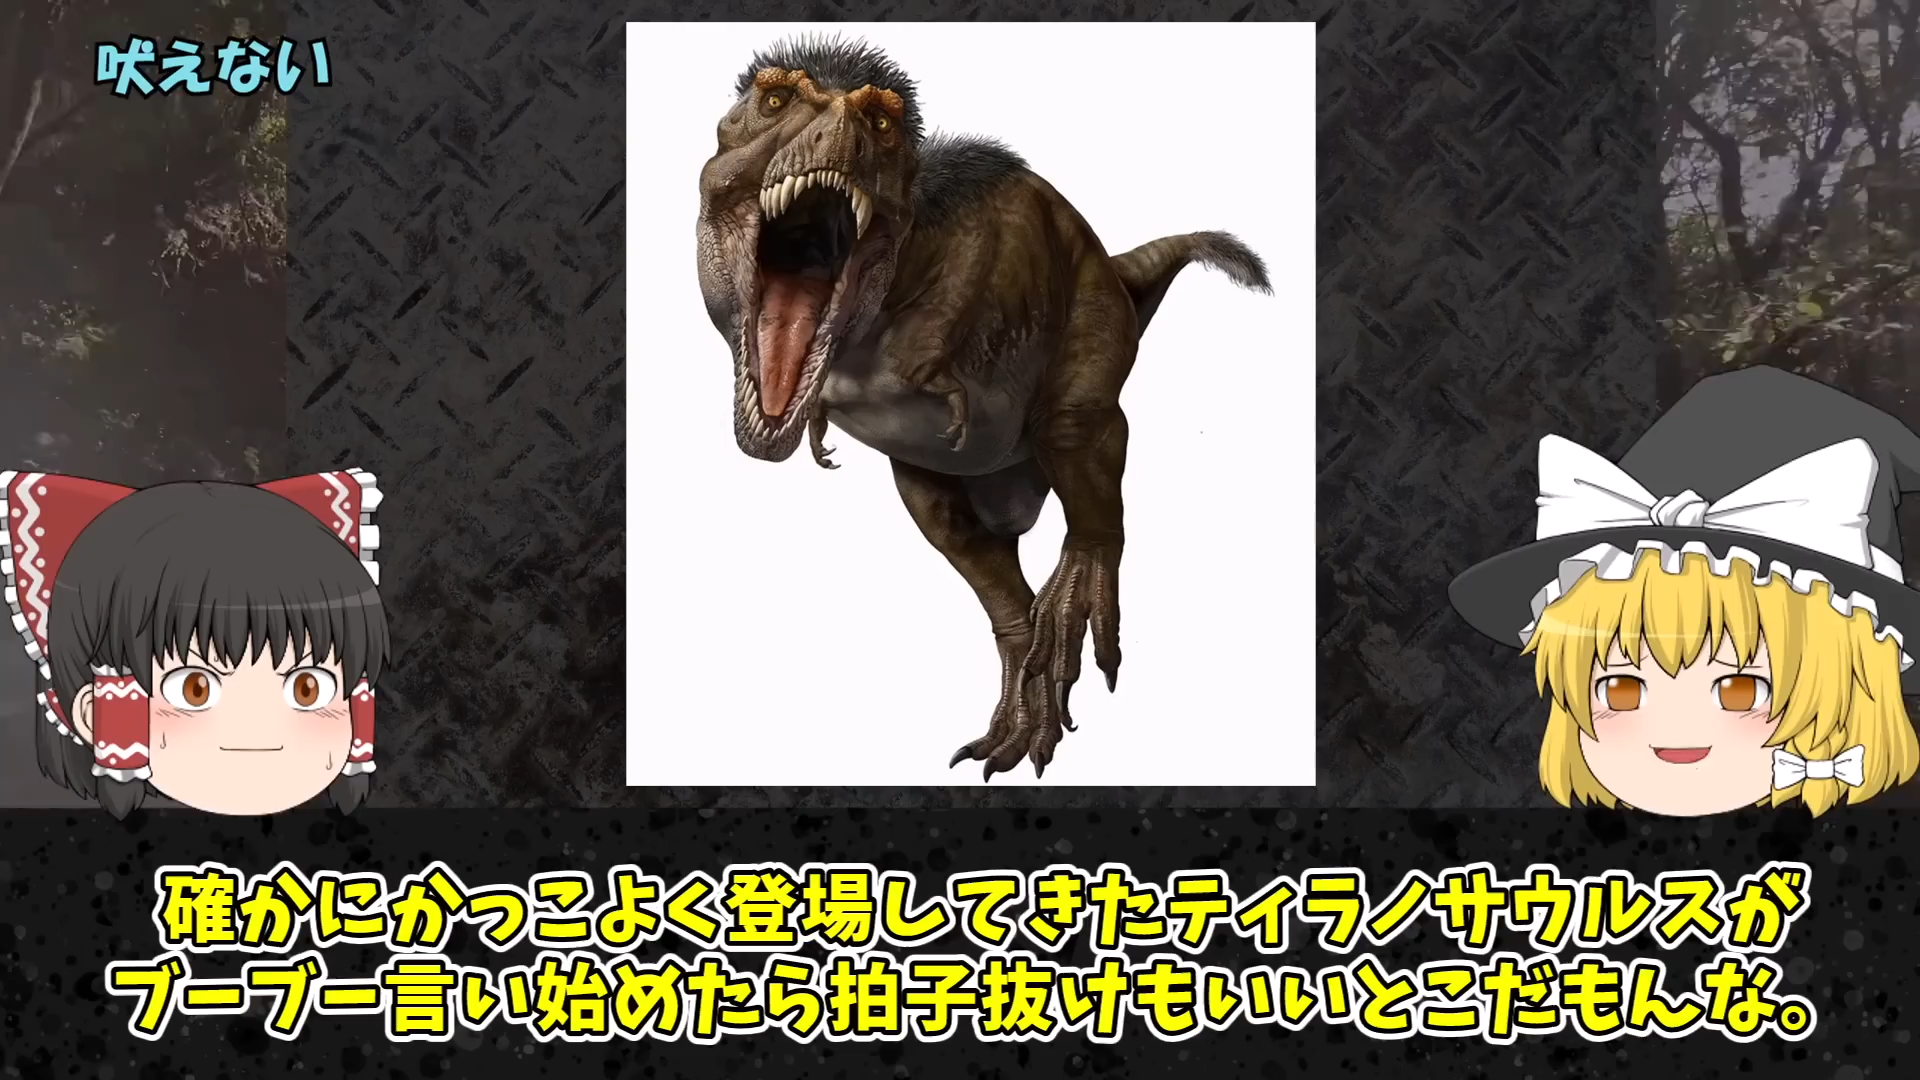 吠えない
確かにかっこよく登場してきたティラノサウルスが
ブーブー言い始めたら拍子抜けもいいとこだもんな。